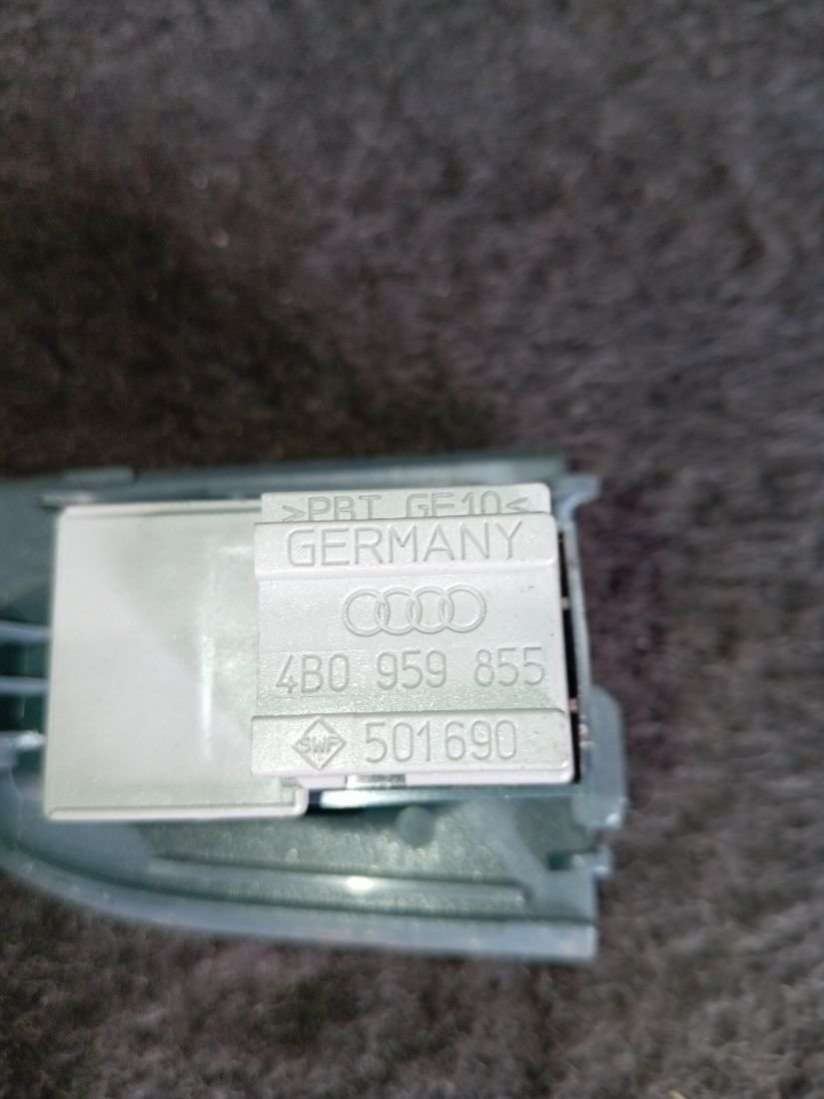 >PBT GF10<
GERMANY
4B0 959 855
SWF 501690